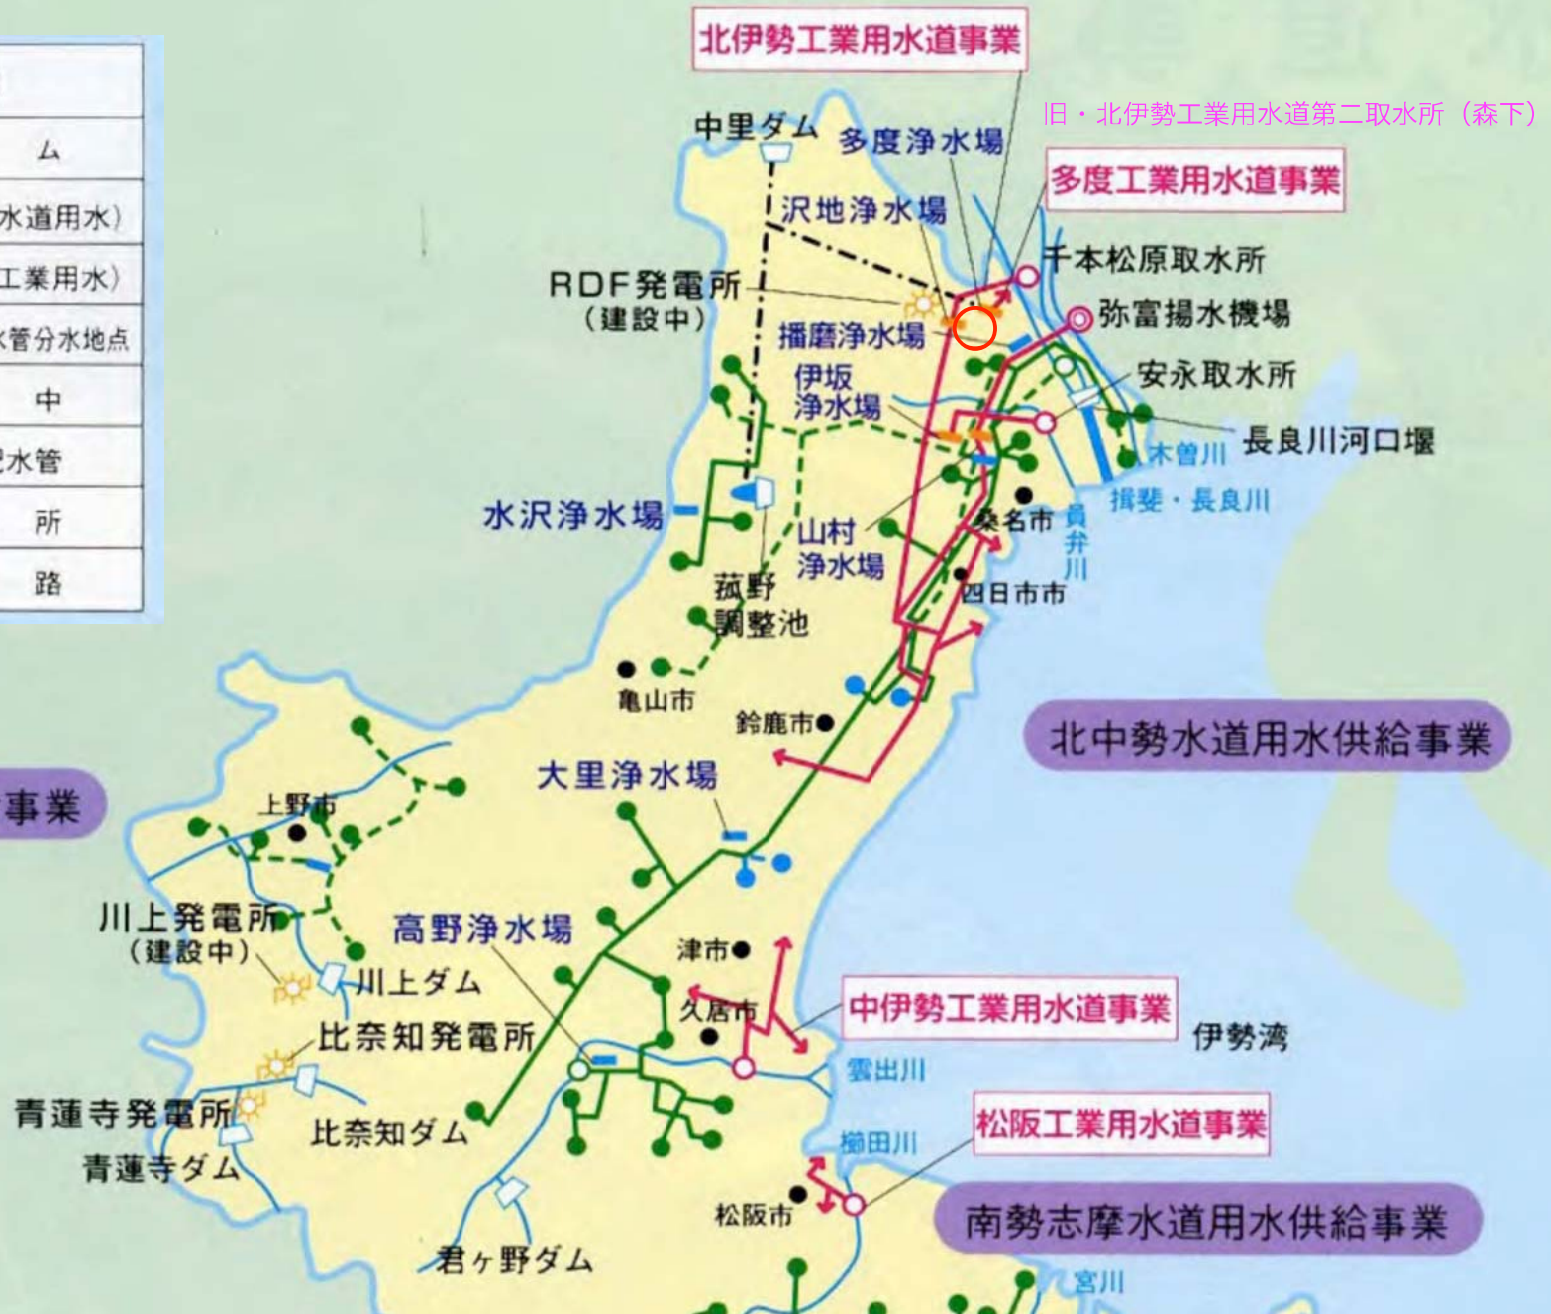 北伊勢工業用水道事業
旧・北伊勢工業用水道第二取水所（森下）
中里ダム
多度浄水場
多度工業用水道事業
ム
水道用水）
沢地浄水場
千本松原取水所
工業用水）
RDF発電所
（建設中）
弥富揚水機場
水管分水地点
播磨浄水場
伊坂
浄水場
安永取水所
中
長良川河口堰
木曽川
水管
揖斐・長良川
水沢浄水場
桑名市
員弁川
所
山村
浄水場
路
菰野
調整池
四日市市
亀山市
鈴鹿市
北中勢水道用水供給事業
大里浄水場
事業
上野市
川上発電所
（建設中）
高野浄水場
津市
川上ダム
久居市
中伊勢工業用水道事業
伊勢湾
比奈知発電所
雲出川
青蓮寺発電所
比奈知ダム
松阪工業用水道事業
櫛田川
青蓮寺ダム
松阪市
南勢志摩水道用水供給事業
君ヶ野ダム
宮川